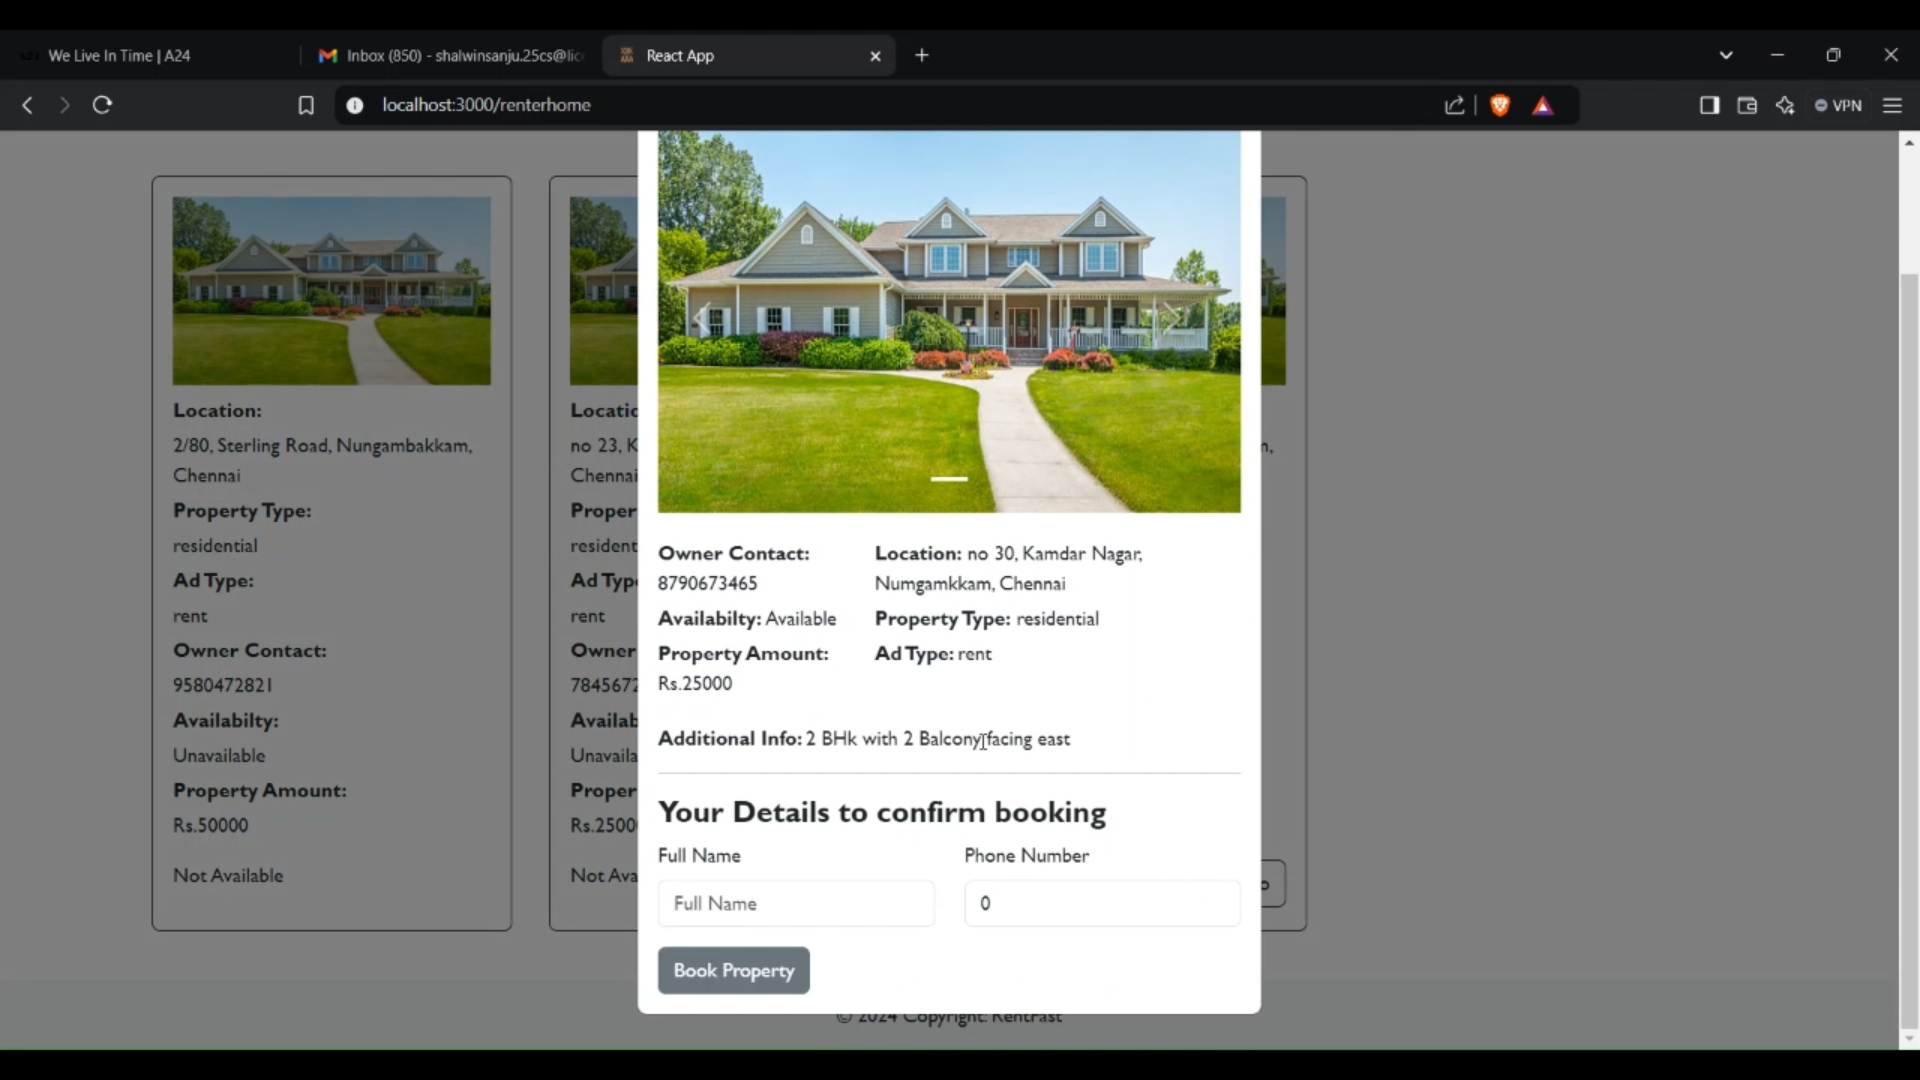 We Live In Time | A24
Inbox (850) - shalwinsanju.25cs@lic
React App
localhost:3000/renterhome
VPN
Location:
2/80, Sterling Road, Nungambakkam,
Chennai
Property Type:
residential
Ad Type:
rent
Owner Contact:
9580472821
Availabilty:
Unavailable
Property Amount:
Rs.50000
Not Available
Locatio
no 23, K
Chennai
Proper
resident
Ad Type
rent
Owner
7845672
Availab
Unavaila
Proper
Rs.2500
Not Ava
Owner Contact:
8790673465
Availabilty: Available
Property Amount:
Rs.25000
Location: no 30, Kamdar Nagar,
Numgamkkam, Chennai
Property Type: residential
Ad Type: rent
Additional Info: 2 BHk with 2 Balcony facing east
Your Details to confirm booking
Full Name
Phone Number
Full Name
0
Book Property
n,
o
© 2024 Copyright: RentFast